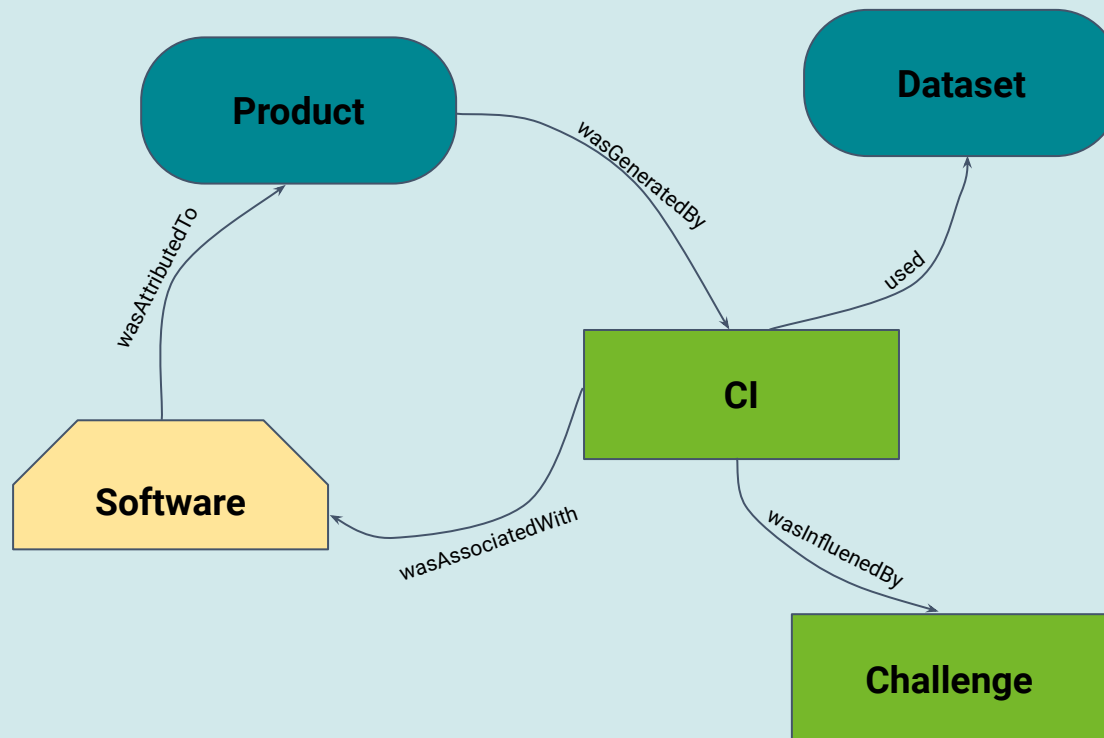 Dataset
Product
wasGeneratedBy
wasAttributedTo
used
CI
Software
wasAssociatedWith
wasInfluenedBy
Challenge